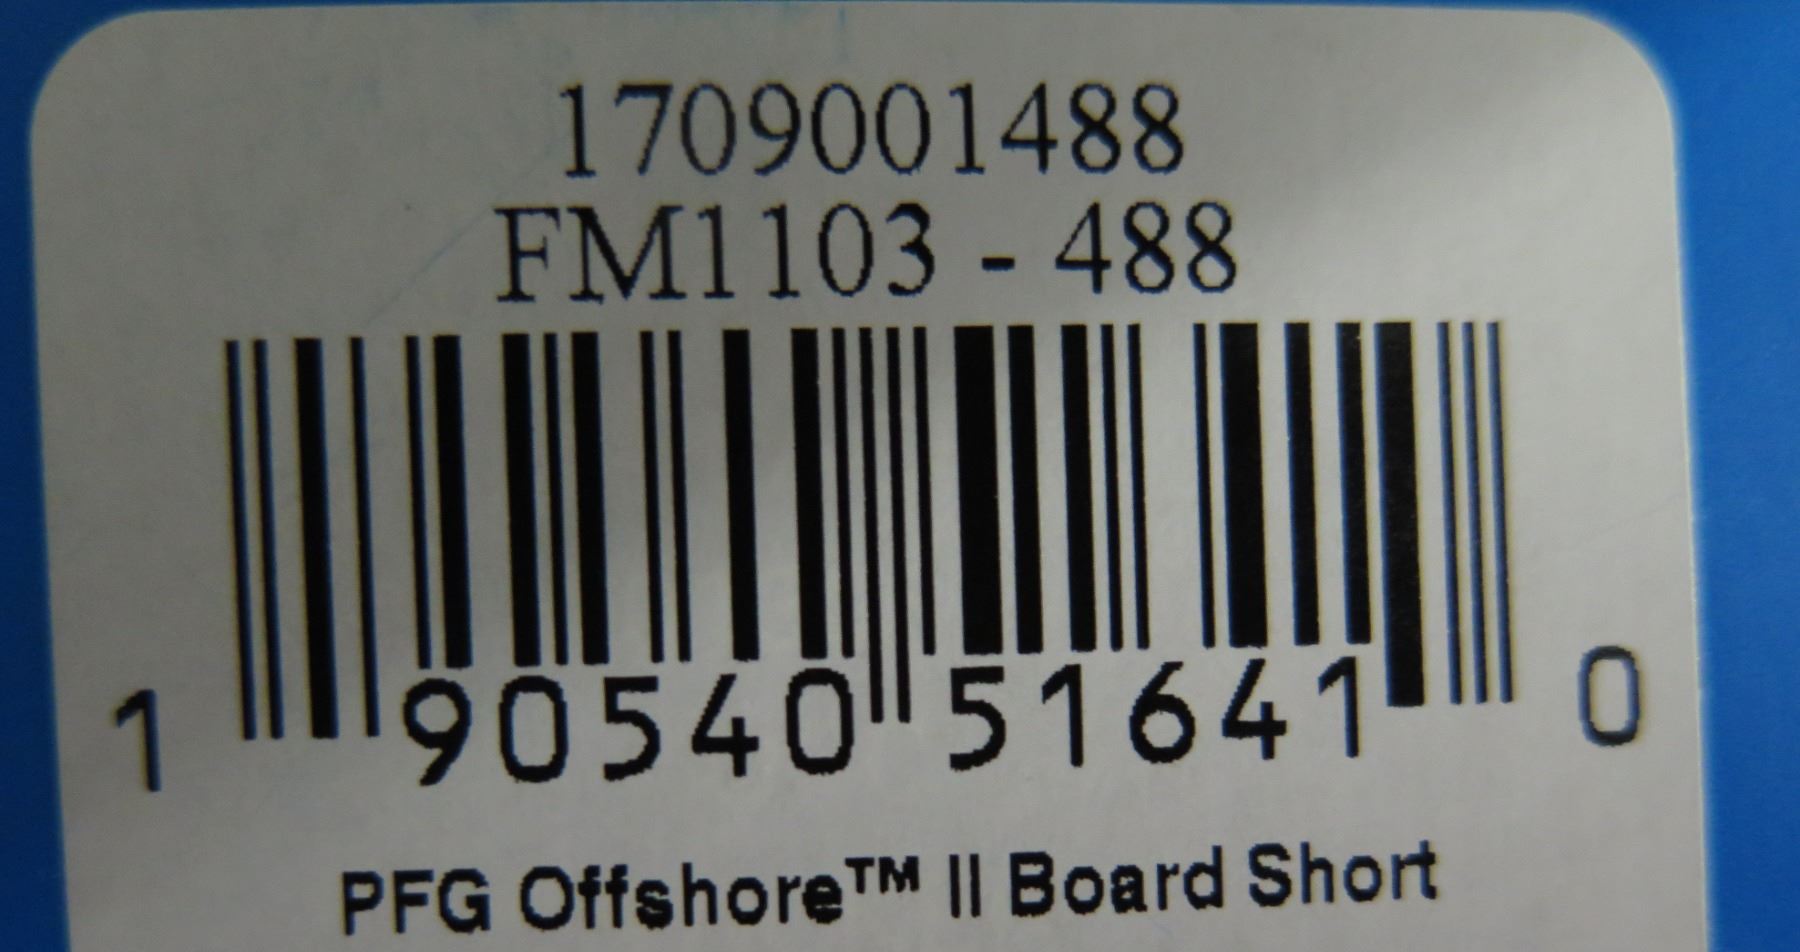 1709001488
FM1103 - 488
1 90540 51641 0
PFG Offshore™ II Board Short